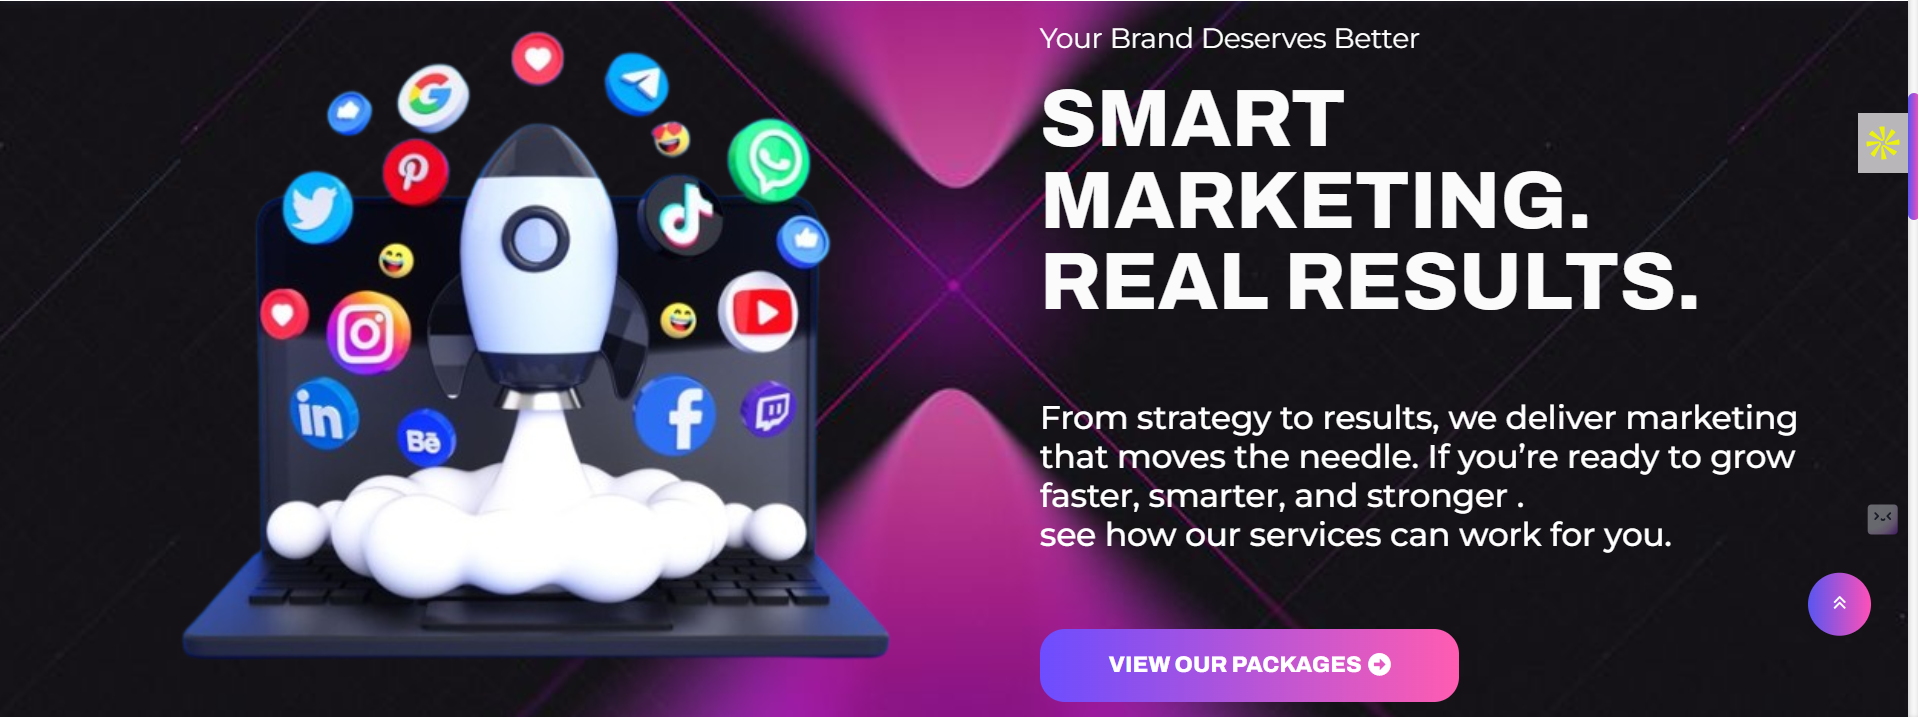 Your Brand Deserves Better
SMART
MARKETING.
REAL RESULTS.
From strategy to results, we deliver marketing
that moves the needle. If you’re ready to grow
faster, smarter, and stronger .
see how our services can work for you.
VIEW OUR PACKAGES
in
Bē
f